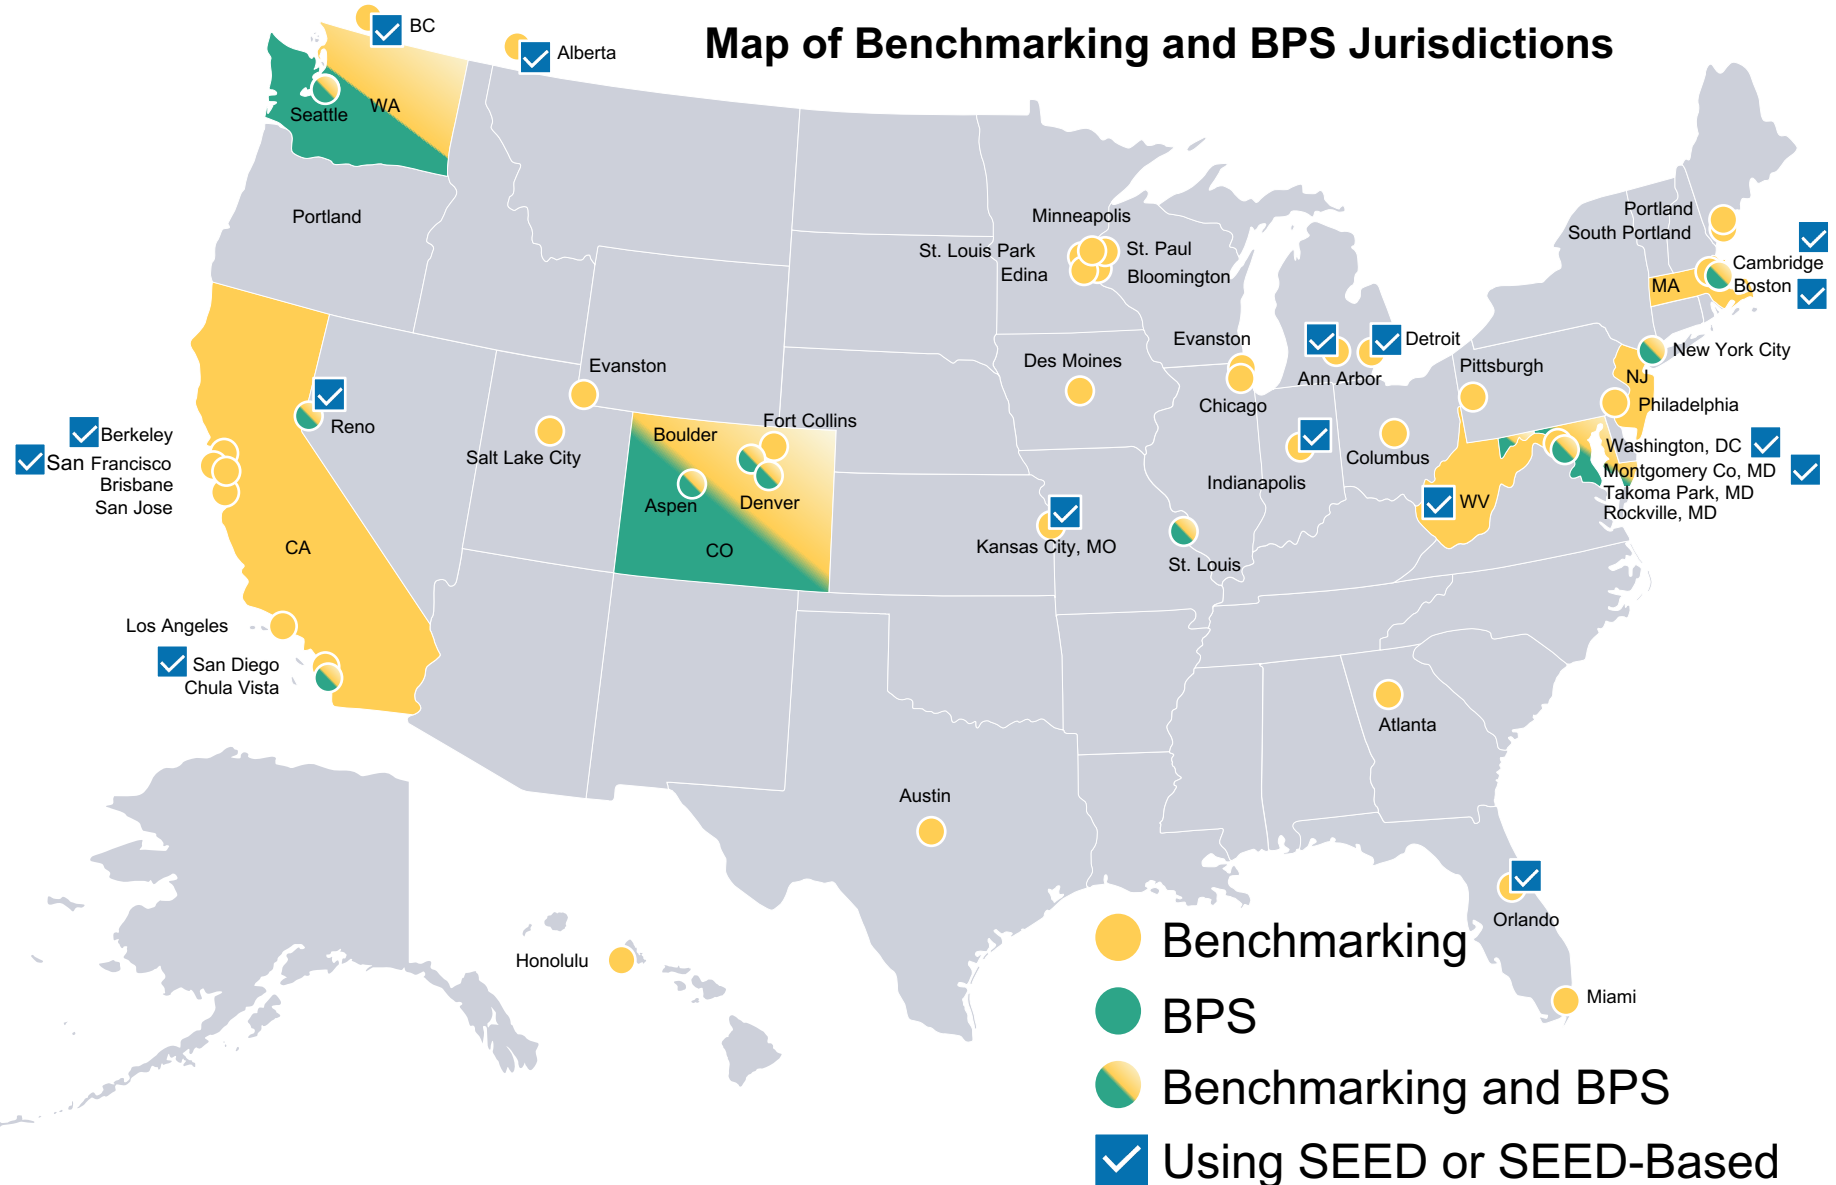 Map of Benchmarking and BPS Jurisdictions
BC
Alberta
Seattle
WA
Portland
Minneapolis
St. Louis Park
St. Paul
Edina
Bloomington
Portland
South Portland
Cambridge
MA
Boston
Evanston
Detroit
New York City
Evanston
Des Moines
Pittsburgh
Ann Arbor
NJ
Chicago
Philadelphia
Reno
Fort Collins
Boulder
Berkeley
San Francisco
Brisbane
San Jose
Salt Lake City
Columbus
Washington, DC
Montgomery Co, MD
Takoma Park, MD
Rockville, MD
Indianapolis
Aspen
Denver
WV
CA
CO
Kansas City, MO
St. Louis
Los Angeles
San Diego
Chula Vista
Atlanta
Austin
Orlando
Honolulu
Miami
Benchmarking
BPS
Benchmarking and BPS
Using SEED or SEED-Based